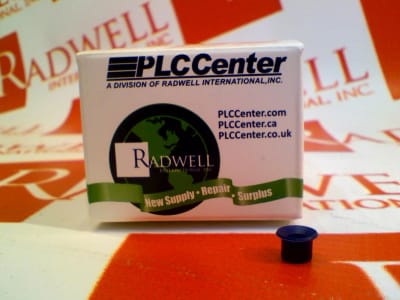 PLCCenter
A DIVISION OF RADWELL INTERNATIONAL, INC.
PLCCenter.com
PLCCenter.ca
PLCCenter.co.uk
RADWELL
INTERNATIONAL INC.
New Supply • Repair • Surplus
RADWELL
INTERNATIONAL, INC.
RADWELL
RADWELL